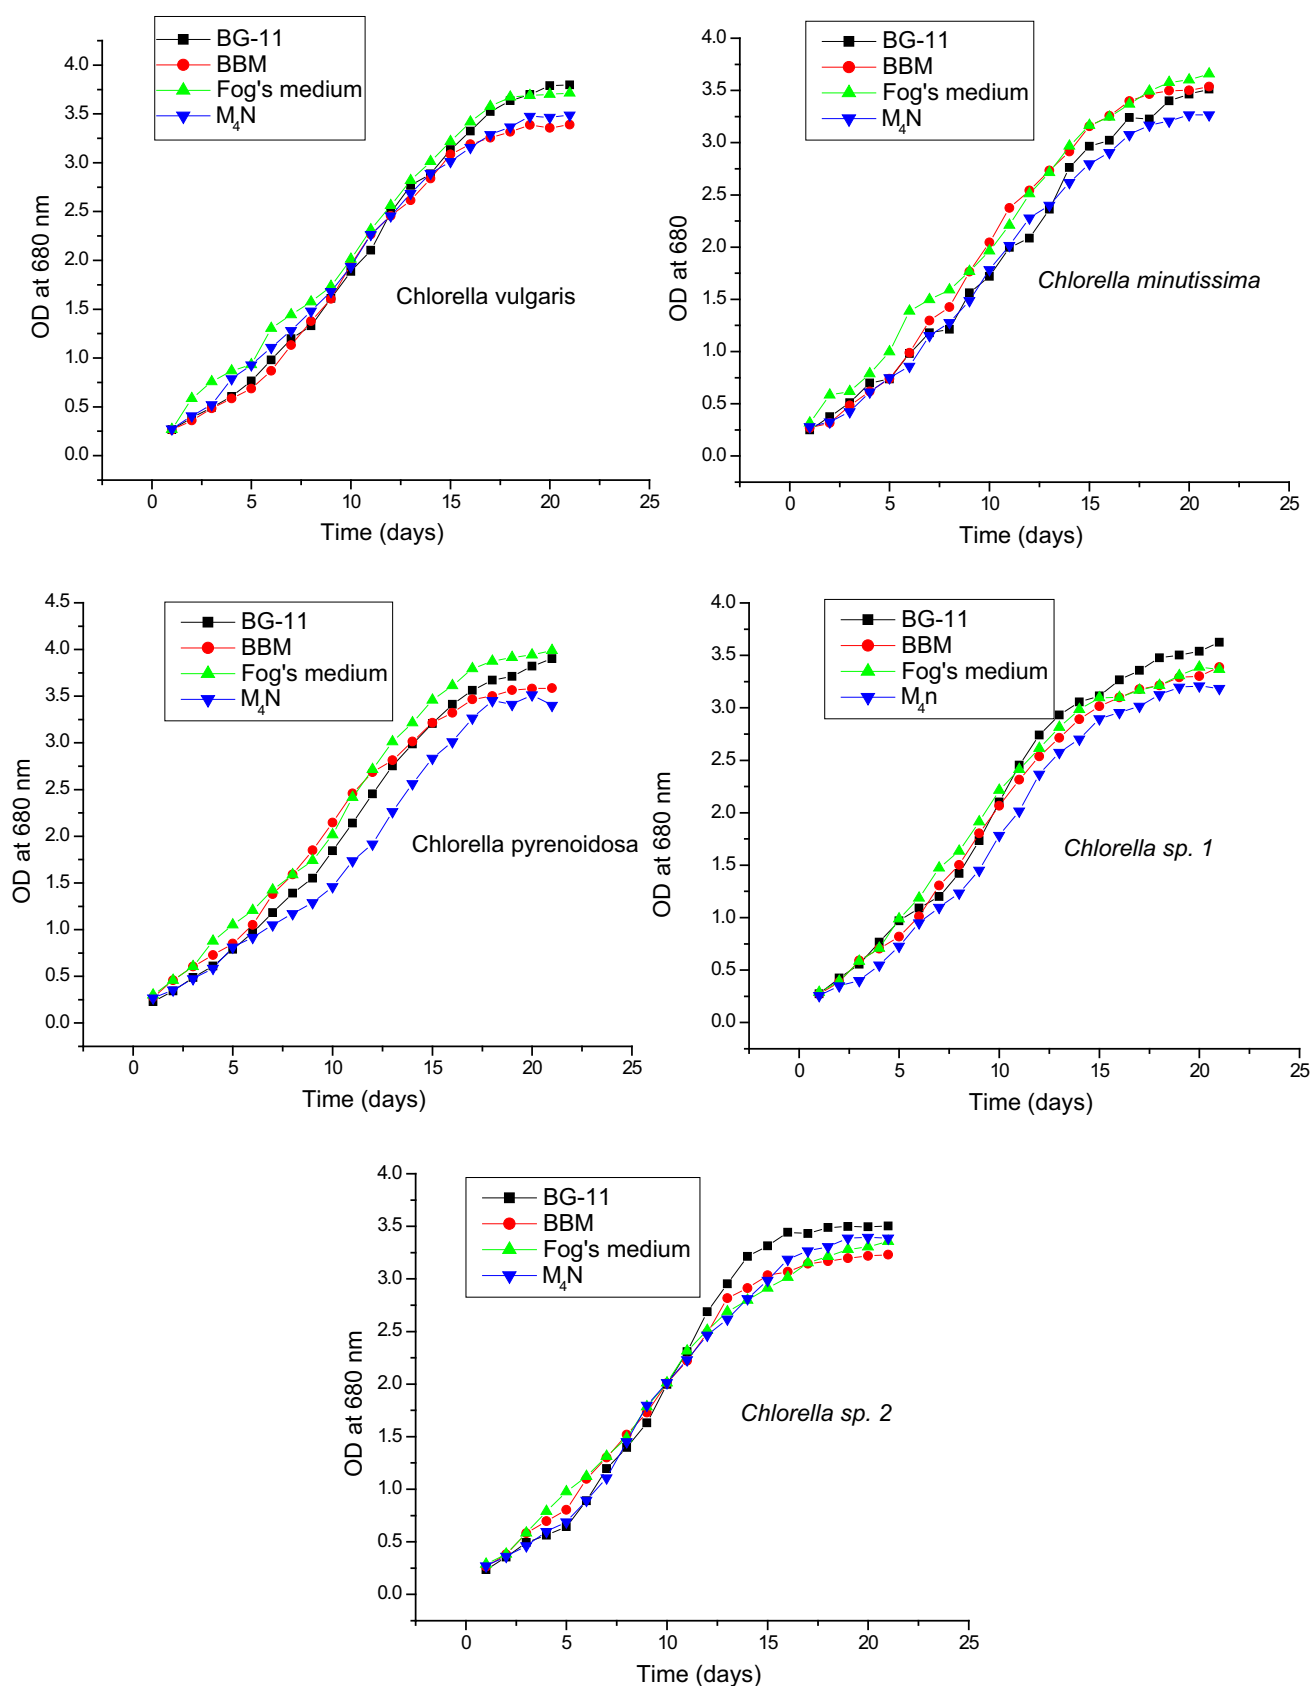 BG-11
BBM
Fog's medium
M₄N
4.0
3.5
3.0
2.5
2.0
1.5
1.0
0.5
0.0
OD at 680 nm
Chlorella vulgaris
0 5 10 15 20 25
Time (days)
BG-11
BBM
Fog's medium
M₄N
4.0
3.5
3.0
2.5
2.0
1.5
1.0
0.5
0.0
OD at 680
Chlorella minutissima
0 5 10 15 20 25
Time (days)
BG-11
BBM
Fog's medium
M₄N
4.5
4.0
3.5
3.0
2.5
2.0
1.5
1.0
0.5
0.0
OD at 680 nm
Chlorella pyrenoidosa
0 5 10 15 20 25
Time (days)
BG-11
BBM
Fog's medium
M₄n
4.0
3.5
3.0
2.5
2.0
1.5
1.0
0.5
0.0
OD at 680 nm
Chlorella sp. 1
0 5 10 15 20 25
Time (days)
BG-11
BBM
Fog's medium
M₄N
4.0
3.5
3.0
2.5
2.0
1.5
1.0
0.5
0.0
OD at 680 nm
Chlorella sp. 2
0 5 10 15 20 25
Time (days)